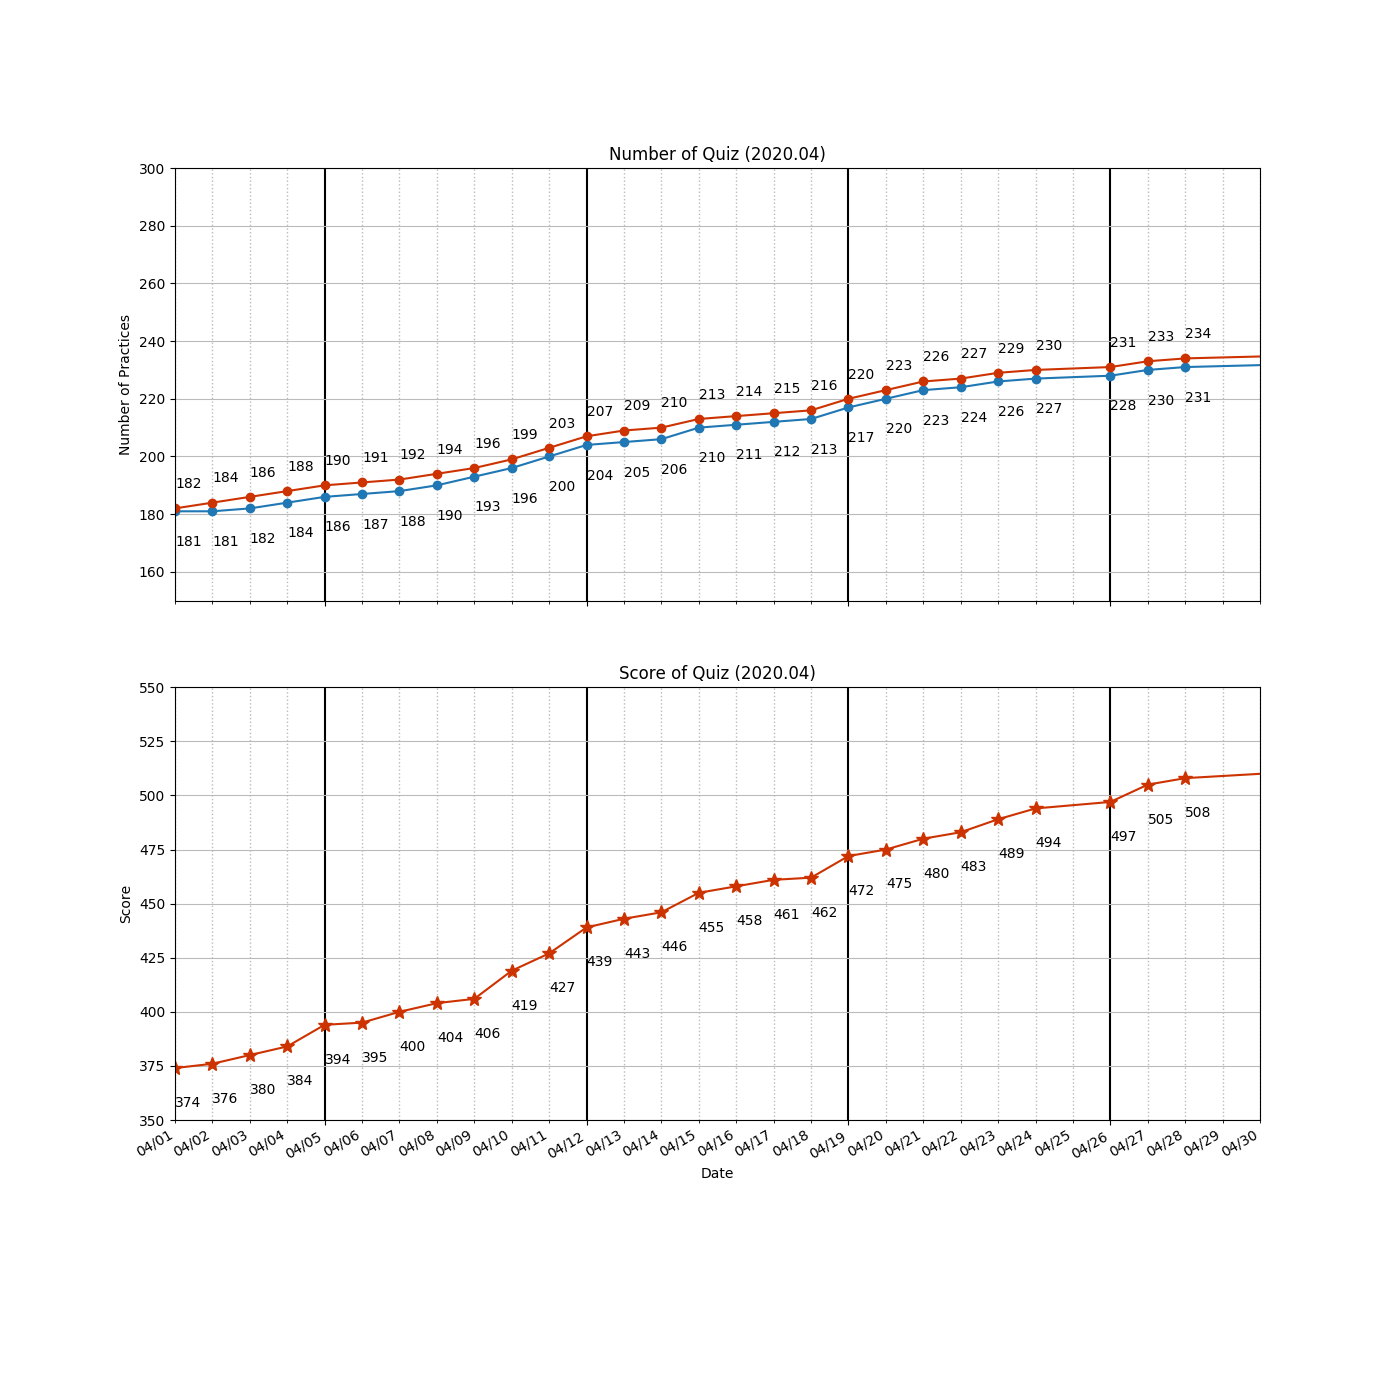 Number of Quiz (2020.04)
Number of Practices
300
280
260
240
220
200
180
160
182 184 186 188 190 191 192 194 196 199 203 207 209 210 213 214 215 216 220 223 226 227 229 230 231 233 234
181 181 182 184 186 187 188 190 193 196 200 204 205 206 210 211 212 213 217 220 223 224 226 227 228 230 231
Score of Quiz (2020.04)
Score
550
525
500
475
450
425
400
375
350
374 376 380 384 394 395 400 404 406 419 427 439 443 446 455 458 461 462 472 475 480 483 489 494 497 505 508
04/01 04/02 04/03 04/04 04/05 04/06 04/07 04/08 04/09 04/10 04/11 04/12 04/13 04/14 04/15 04/16 04/17 04/18 04/19 04/20 04/21 04/22 04/23 04/24 04/25 04/26 04/27 04/28 04/29 04/30
Date